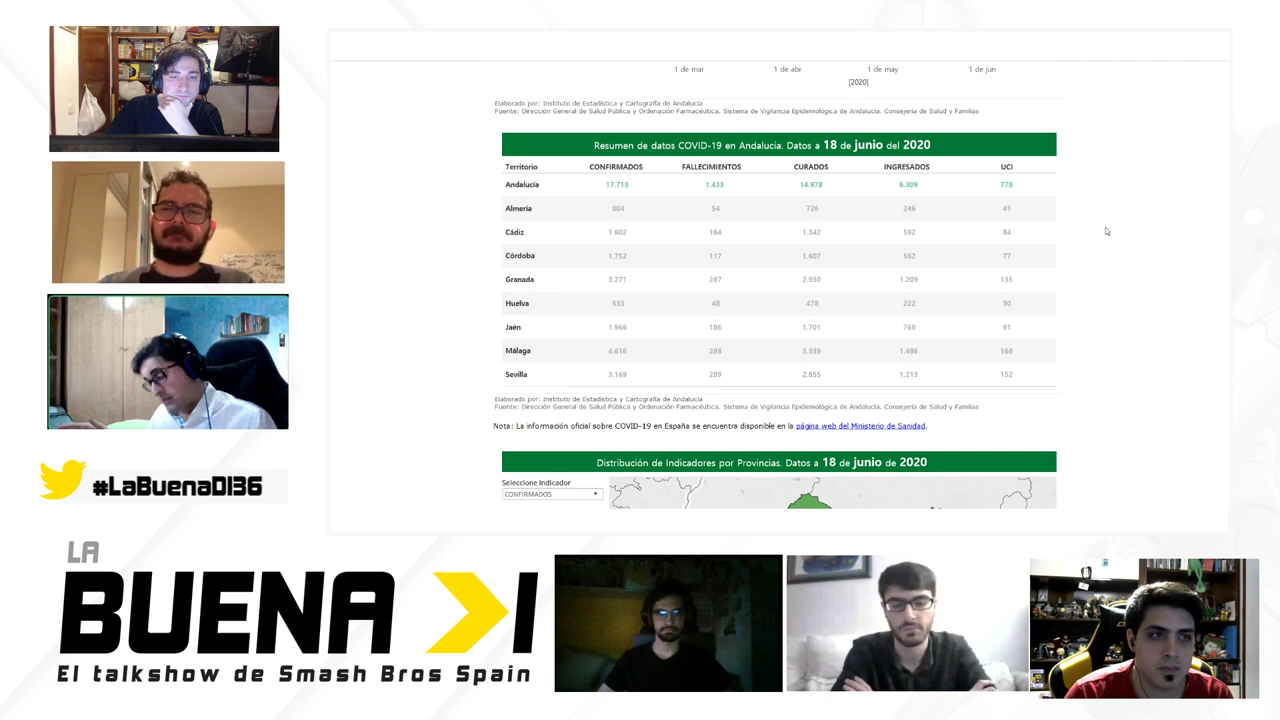 1 de mar 1 de abr 1 de may 1 de jun
[2020]
Elaborado por: Instituto de Estadística y Cartografía de Andalucía
Fuente: Dirección General de Salud Pública y Ordenación Farmacéutica. Sistema de Vigilancia Epidemiológica de Andalucía. Consejería de Salud y Familias
Resumen de datos COVID-19 en Andalucía. Datos a 18 de junio del 2020
Territorio CONFIRMADOS FALLECIMIENTOS CURADOS INGRESADOS UCI
Andalucía 17.713 1.433 14.978 6.309 778
Almería 804 54 726 246 41
Cádiz 1.602 164 1.342 592 84
Córdoba 1.752 117 1.607 562 77
Granada 3.271 287 2.930 1.209 135
Huelva 533 48 478 222 30
Jaén 1.966 186 1.701 769 91
Málaga 4.616 288 3.339 1.496 168
Sevilla 3.169 289 2.855 1.213 152
Elaborado por: Instituto de Estadística y Cartografía de Andalucía
Fuente: Dirección General de Salud Pública y Ordenación Farmacéutica. Sistema de Vigilancia Epidemiológica de Andalucía. Consejería de Salud y Familias
Nota: La información oficial sobre COVID-19 en España se encuentra disponible en la página web del Ministerio de Sanidad.
Distribución de Indicadores por Provincias. Datos a 18 de junio de 2020
Seleccione Indicador
CONFIRMADOS
#LaBuenaDI36
LA
BUENA DI
El talkshow de Smash Bros Spain